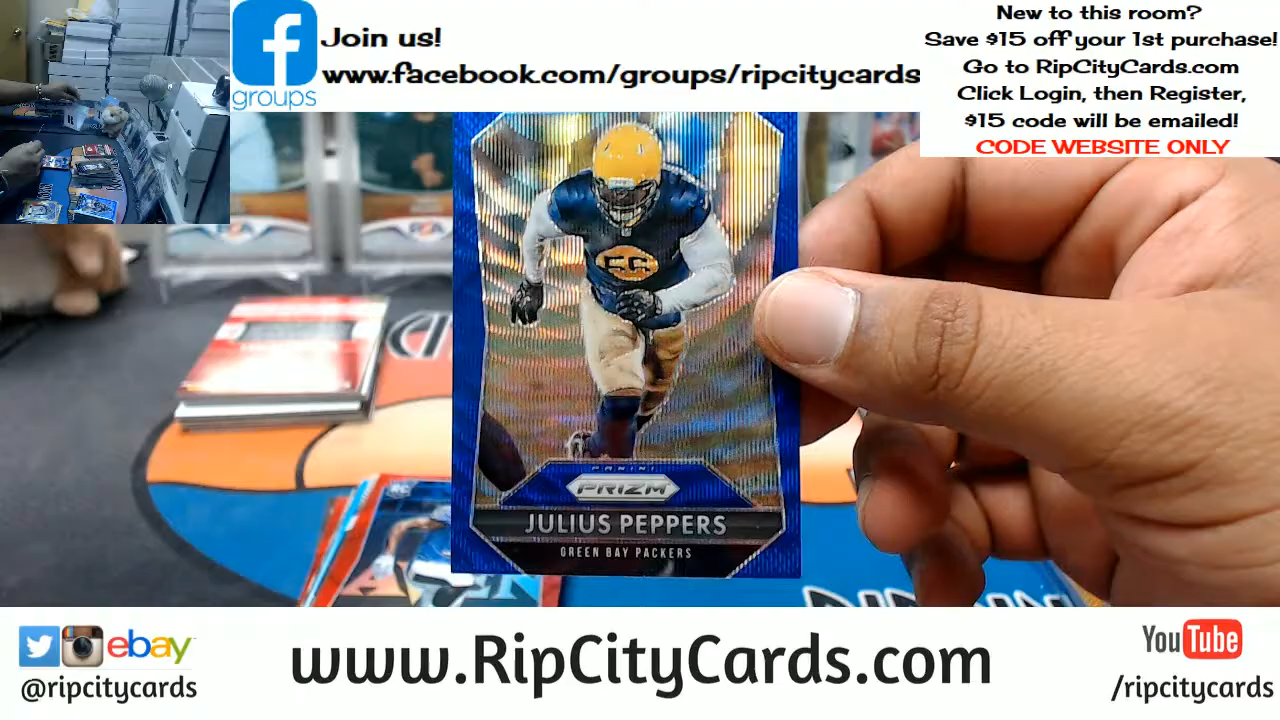 f
groups
Join us!
www.facebook.com/groups/ripcitycards
New to this room?
Save $15 off your 1st purchase!
Go to RipCityCards.com
Click Login, then Register,
$15 code will be emailed!
CODE WEBSITE ONLY
56
PANINI
PRIZM
JULIUS PEPPERS
GREEN BAY PACKERS
ebay
@ripcitycards
www.RipCityCards.com
YouTube
/ripcitycards